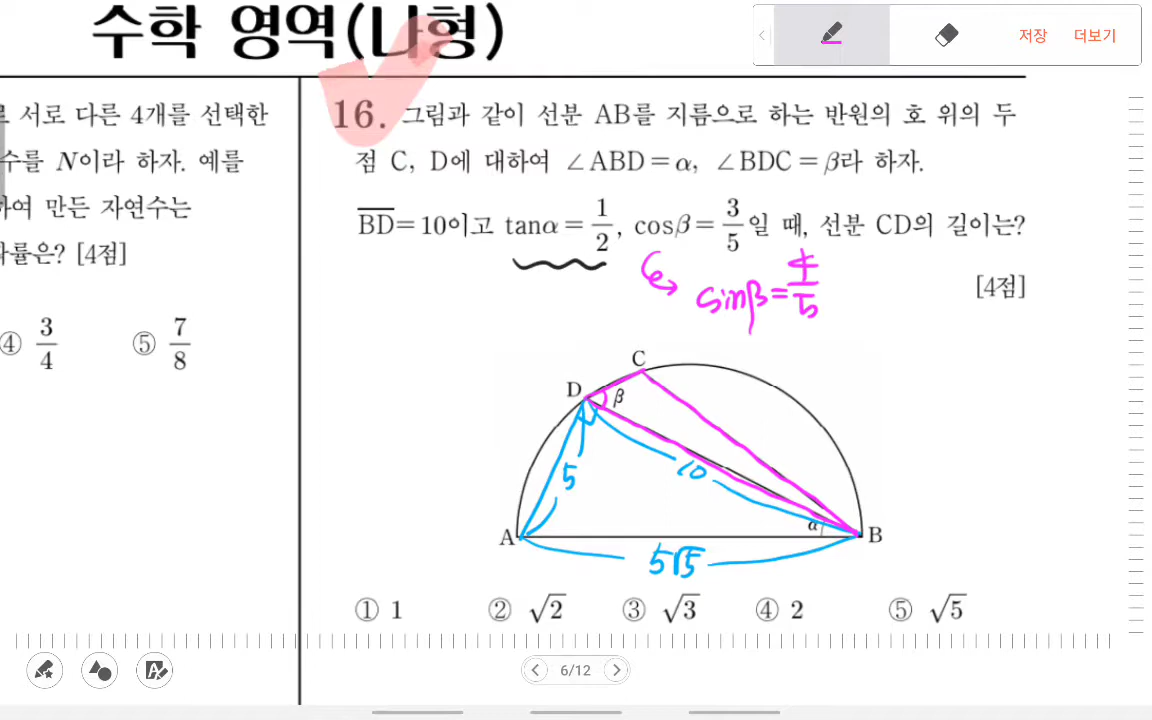 수학 영역(나형)
저장 더보기
서로 다른 4개를 선택한
수를 N이라 하자. 예를
하여 만든 자연수는
확률은? [4점]
④ 3/4 ⑤ 7/8
16. 그림과 같이 선분 AB를 지름으로 하는 반원의 호 위의 두
점 C, D에 대하여 ∠ABD=α, ∠BDC=β라 하자.
BD=10이고 tanα=1/2, cosβ=3/5일 때, 선분 CD의 길이는?
[4점]
sinβ=4/5
C
D β
5 10
A α B
5√5
① 1 ② √2 ③ √3 ④ 2 ⑤ √5
6/12